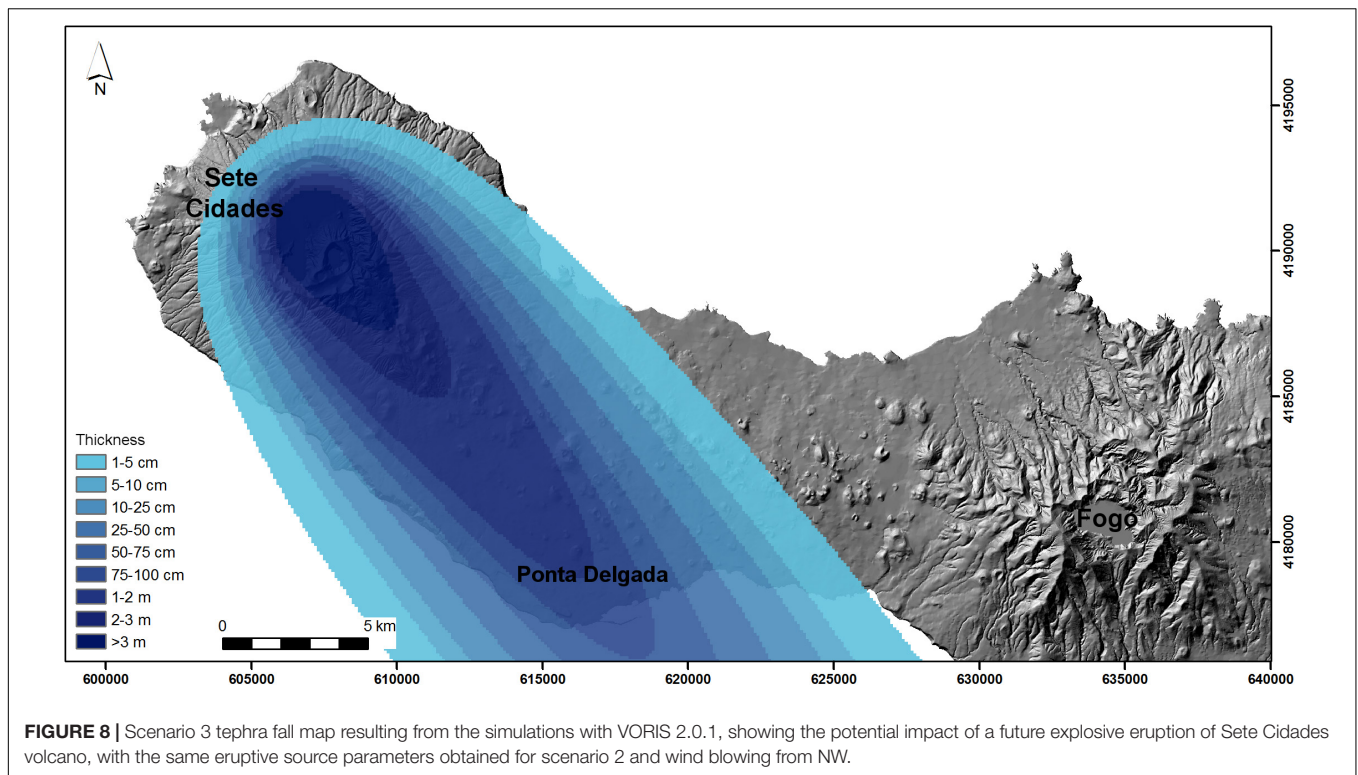 N
Sete
Cidades
Fogo
Ponta Delgada
Thickness
1-5 cm
5-10 cm
10-25 cm
25-50 cm
50-75 cm
75-100 cm
1-2 m
2-3 m
>3 m
0 5 km
4195000
4190000
4185000
4180000
600000 605000 610000 615000 620000 625000 630000 635000 640000
FIGURE 8 | Scenario 3 tephra fall map resulting from the simulations with VORIS 2.0.1, showing the potential impact of a future explosive eruption of Sete Cidades
volcano, with the same eruptive source parameters obtained for scenario 2 and wind blowing from NW.